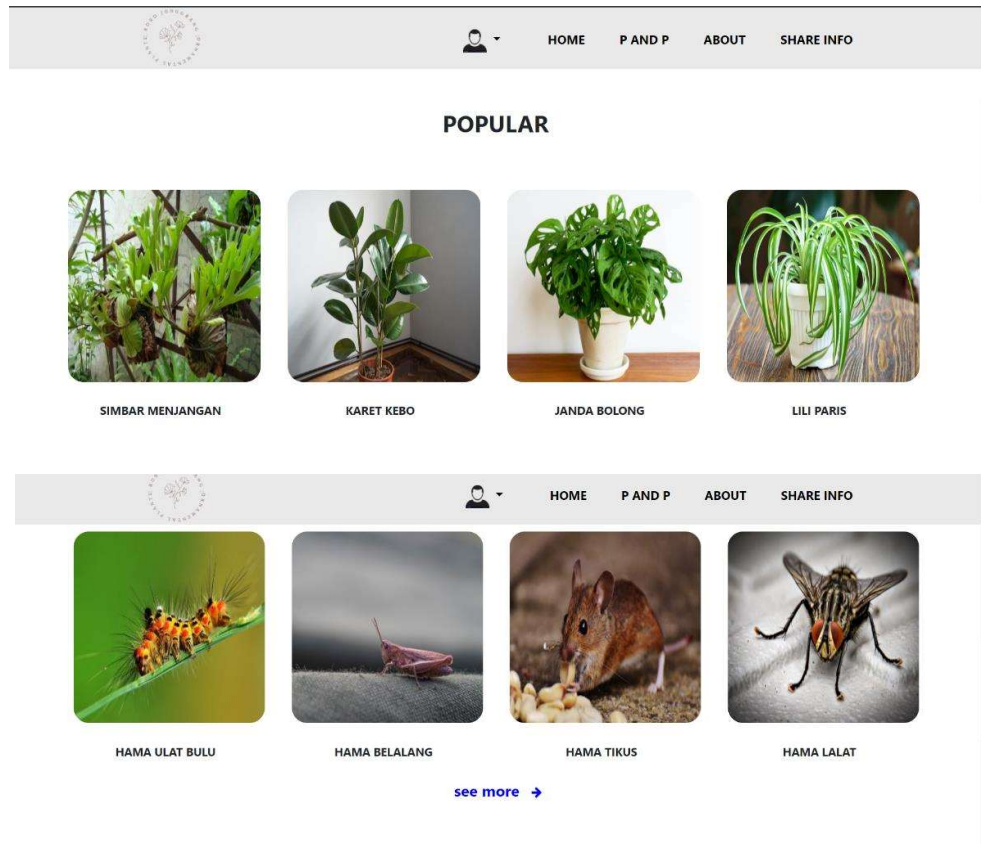 HOME P AND P ABOUT SHARE INFO
POPULAR
SIMBAR MENJANGAN KARET KEBO JANDA BOLONG LILI PARIS
HOME P AND P ABOUT SHARE INFO
HAMA ULAT BULU HAMA BELALANG HAMA TIKUS HAMA LALAT
see more